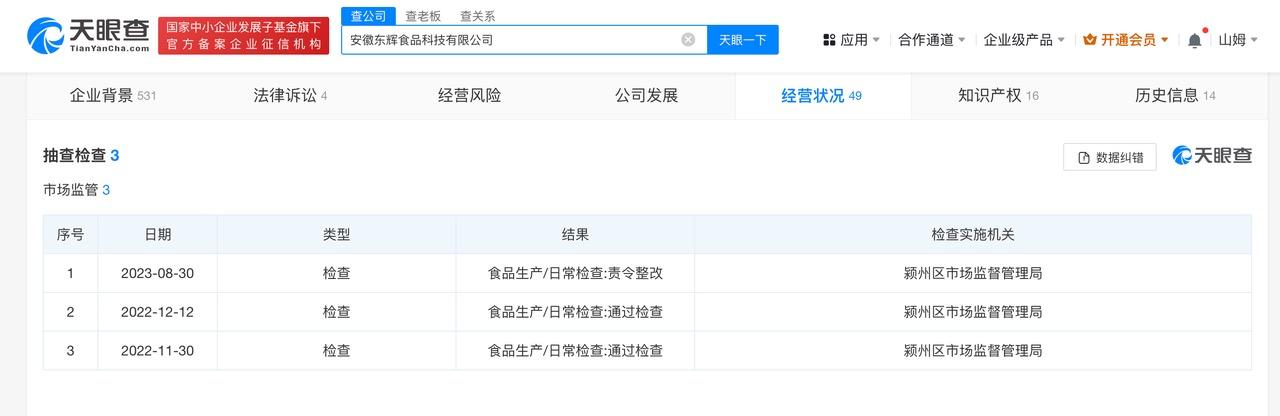 天眼查
TianYanCha.com
国家中小企业发展子基金旗下
官方备案企业征信机构
查公司 查老板 查关系
安徽东辉食品科技有限公司
天眼一下
应用 合作通道 企业级产品 开通会员 山姆
企业背景 531 法律诉讼 4 经营风险 公司发展 经营状况 49 知识产权 16 历史信息 14
抽查检查 3
数据纠错
天眼查
市场监管 3
序号 日期 类型 结果 检查实施机关
1 2023-08-30 检查 食品生产/日常检查:责令整改 颍州区市场监督管理局
2 2022-12-12 检查 食品生产/日常检查:通过检查 颍州区市场监督管理局
3 2022-11-30 检查 食品生产/日常检查:通过检查 颍州区市场监督管理局